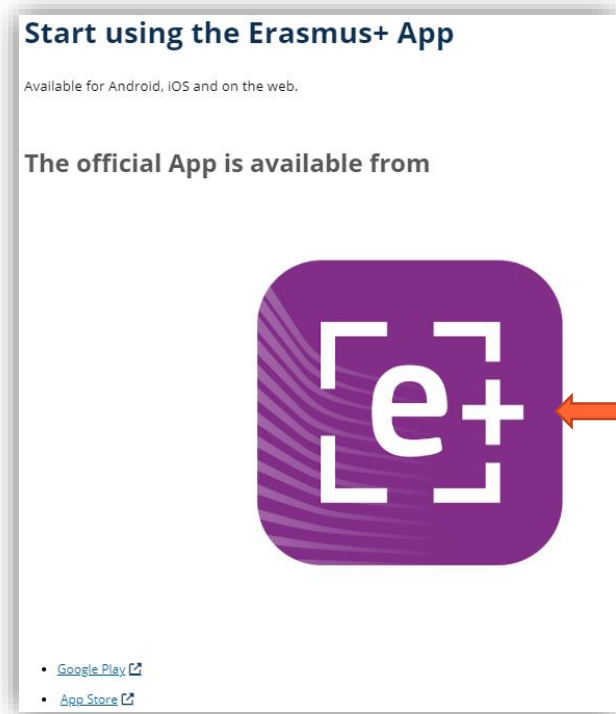 Start using the Erasmus+ App
Available for Android, iOS and on the web.
The official App is available from
e+
Google Play
App Store